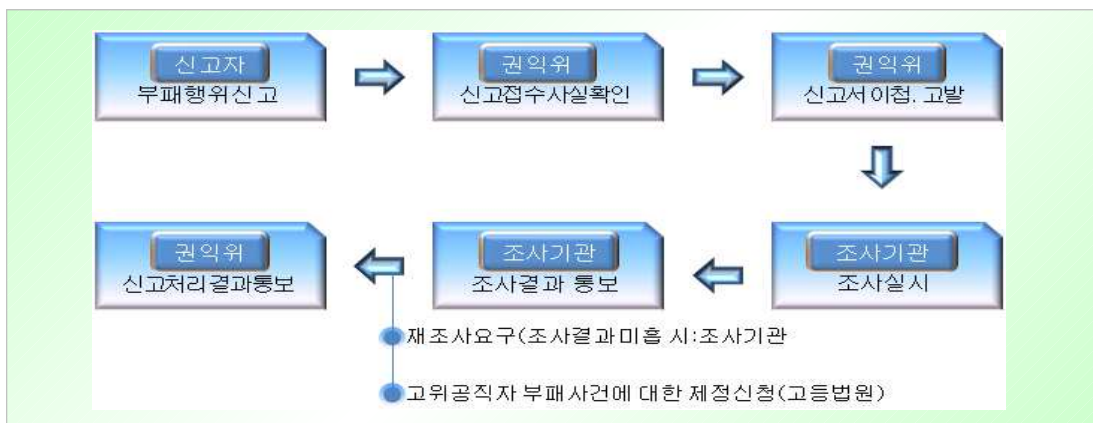 신고자
부패행위신고
권익위
신고접수사실확인
권익위
신고서이첩. 고발
권익위
신고처리결과통보
조사기관
조사결과 통보
조사기관
조사실시
재조사요구(조사결과미흡 시:조사기관
고위공직자 부패사건에 대한 제정신청(고등법원)